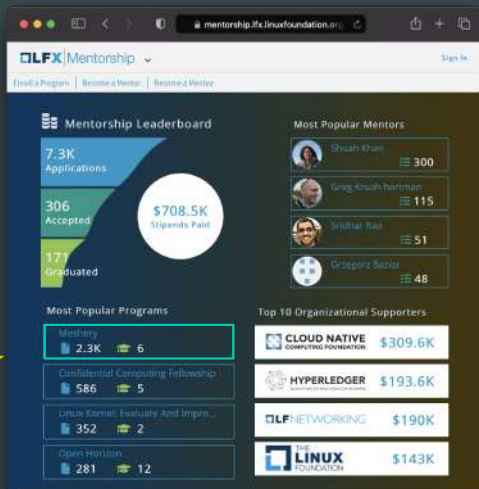 mentorship.lfx.linuxfoundation.org
LFX Mentorship
Sign In
Enroll a Program
Become a Mentor
Become a Mentee
Mentorship Leaderboard
7.3K
Applications
306
Accepted
171
Graduated
$708.5K
Stipends Paid
Most Popular Mentors
Shuah Khan
300
Greg Kroah-hartman
115
Sridhar Rao
51
Grzegorz Bazior
48
Most Popular Programs
Meshery
2.3K 6
Confidential Computing Fellowship
586 5
Linux Kernel: Evaluate And Impro...
352 2
Open Horizon
281 12
Top 10 Organizational Supporters
CLOUD NATIVE
COMPUTING FOUNDATION
$309.6K
HYPERLEDGER
$193.6K
LFNETWORKING
$190K
THE
LINUX
FOUNDATION
$143K